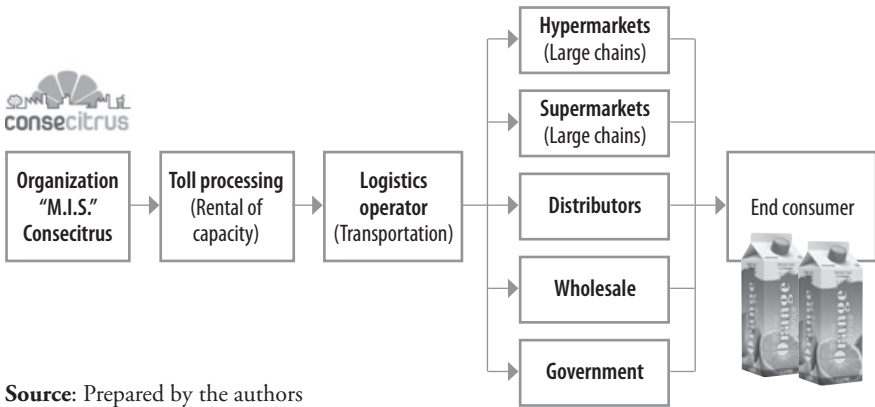 consecitrus
Organization
"M.I.S."
Consecitrus
Toll processing
(Rental of
capacity)
Logistics
operator
(Transportation)
Hypermarkets
(Large chains)
Supermarkets
(Large chains)
Distributors
Wholesale
Government
End consumer
Orange
Orange
Source: Prepared by the authors